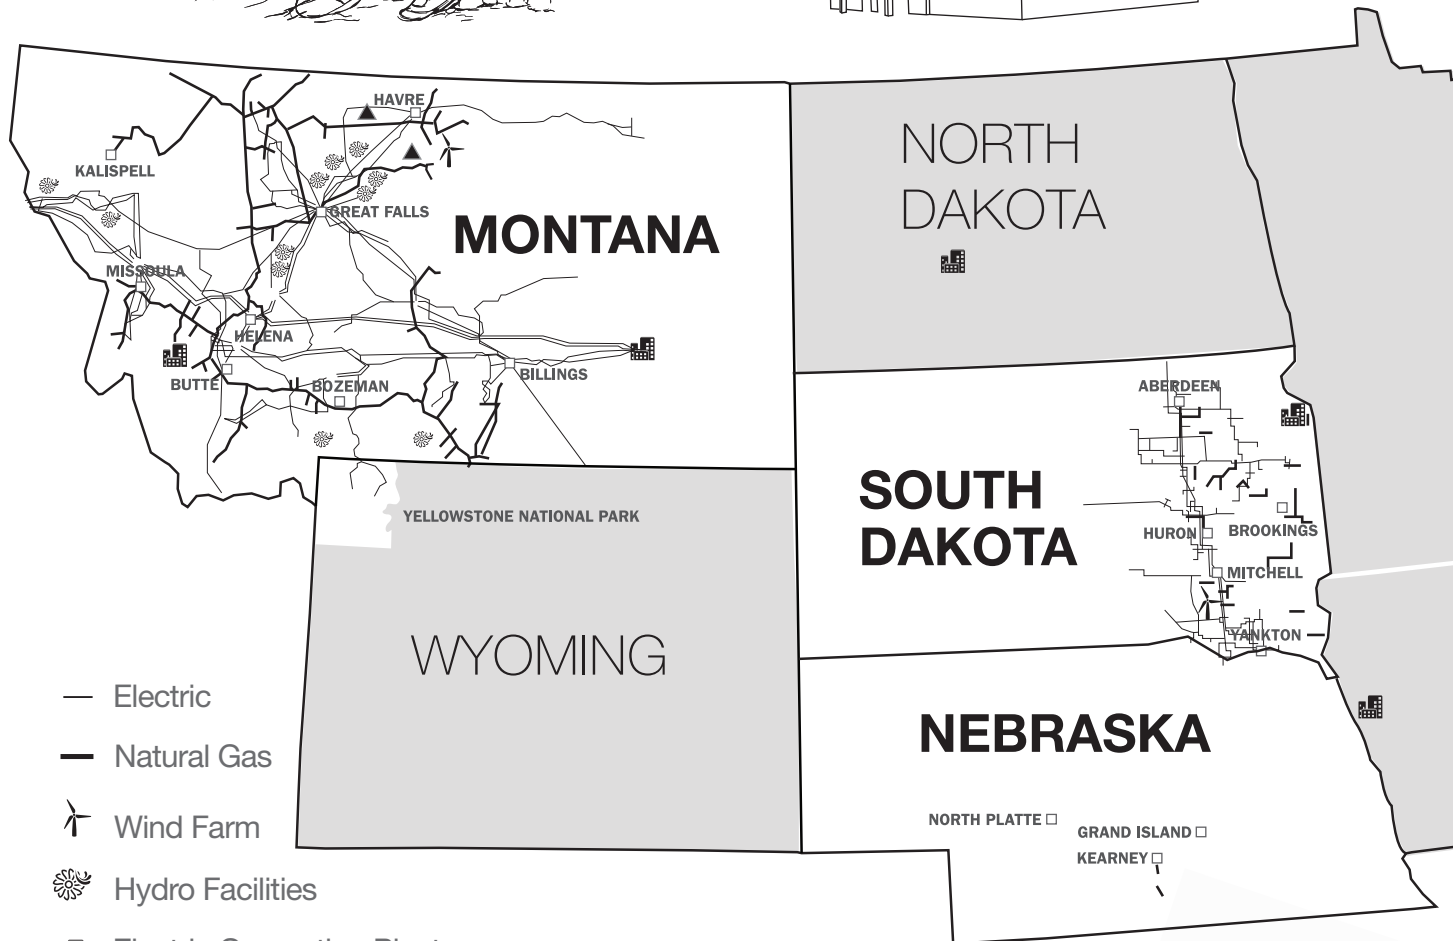 HAVRE
KALISPELL
GREAT FALLS
MONTANA
MISSOULA
HELENA
BUTTE
BOZEMAN
BILLINGS
NORTH
DAKOTA
ABERDEEN
SOUTH
DAKOTA
HURON
BROOKINGS
MITCHELL
YANKTON
YELLOWSTONE NATIONAL PARK
WYOMING
NEBRASKA
NORTH PLATTE
GRAND ISLAND
KEARNEY
Electric
Natural Gas
Wind Farm
Hydro Facilities